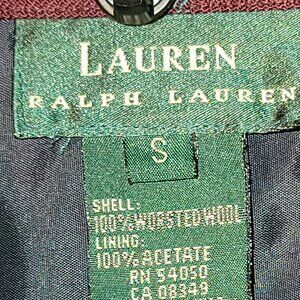 LAUREN
RALPH LAUREN
S
SHELL:
100% WORSTED WOOL
LINING:
100% ACETATE
RN 54050
CA 08349